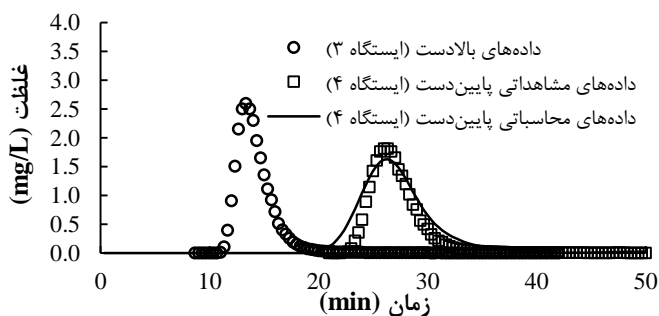 4.0
3.5
3.0
2.5
2.0
1.5
1.0
0.5
0.0
غلظت (mg/L)
داده‌های بالادست (ایستگاه ۳)
داده‌های مشاهداتی پایین‌دست (ایستگاه ۴)
داده‌های محاسباتی پایین‌دست (ایستگاه ۴)
0 10 20 30 40 50
زمان (min)